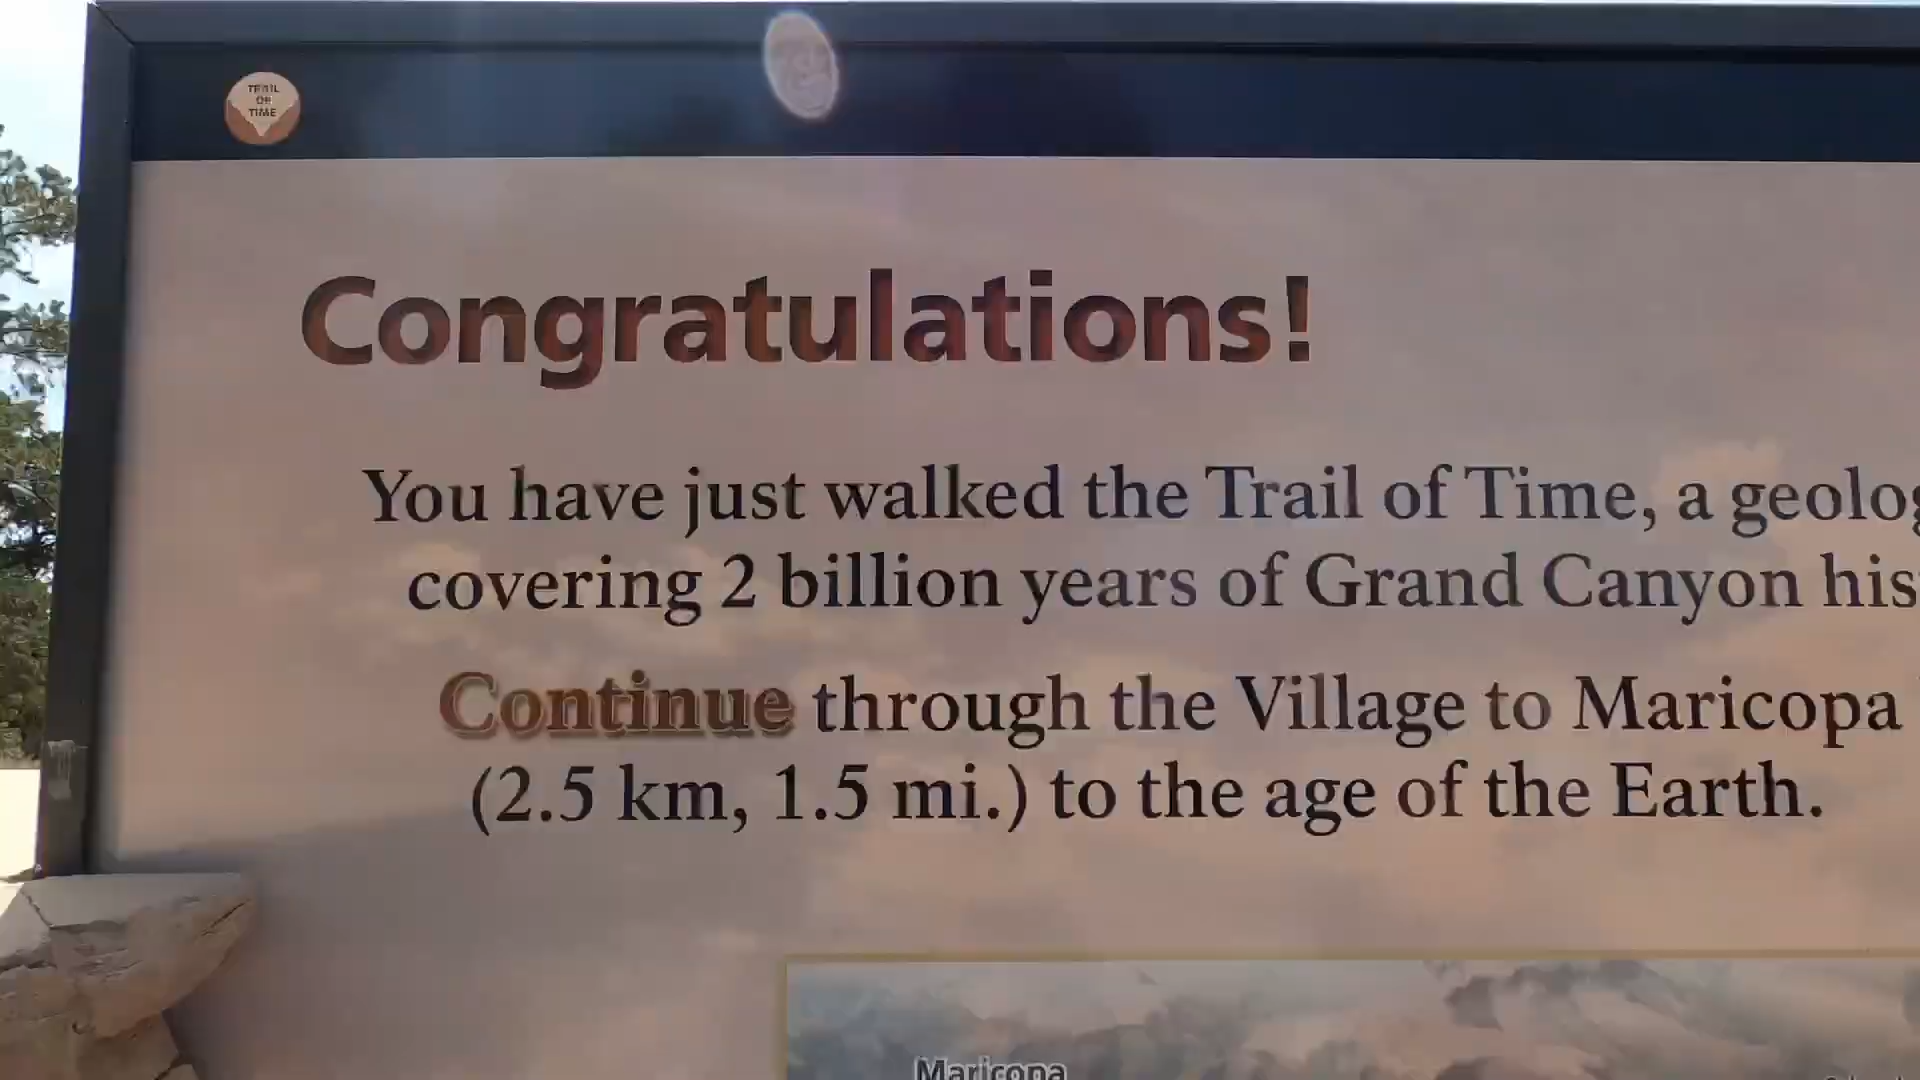 TRAIL
OF
TIME
Congratulations!
You have just walked the Trail of Time, a geolog
covering 2 billion years of Grand Canyon his
Continue through the Village to Maricopa
(2.5 km, 1.5 mi.) to the age of the Earth.
Maricopa